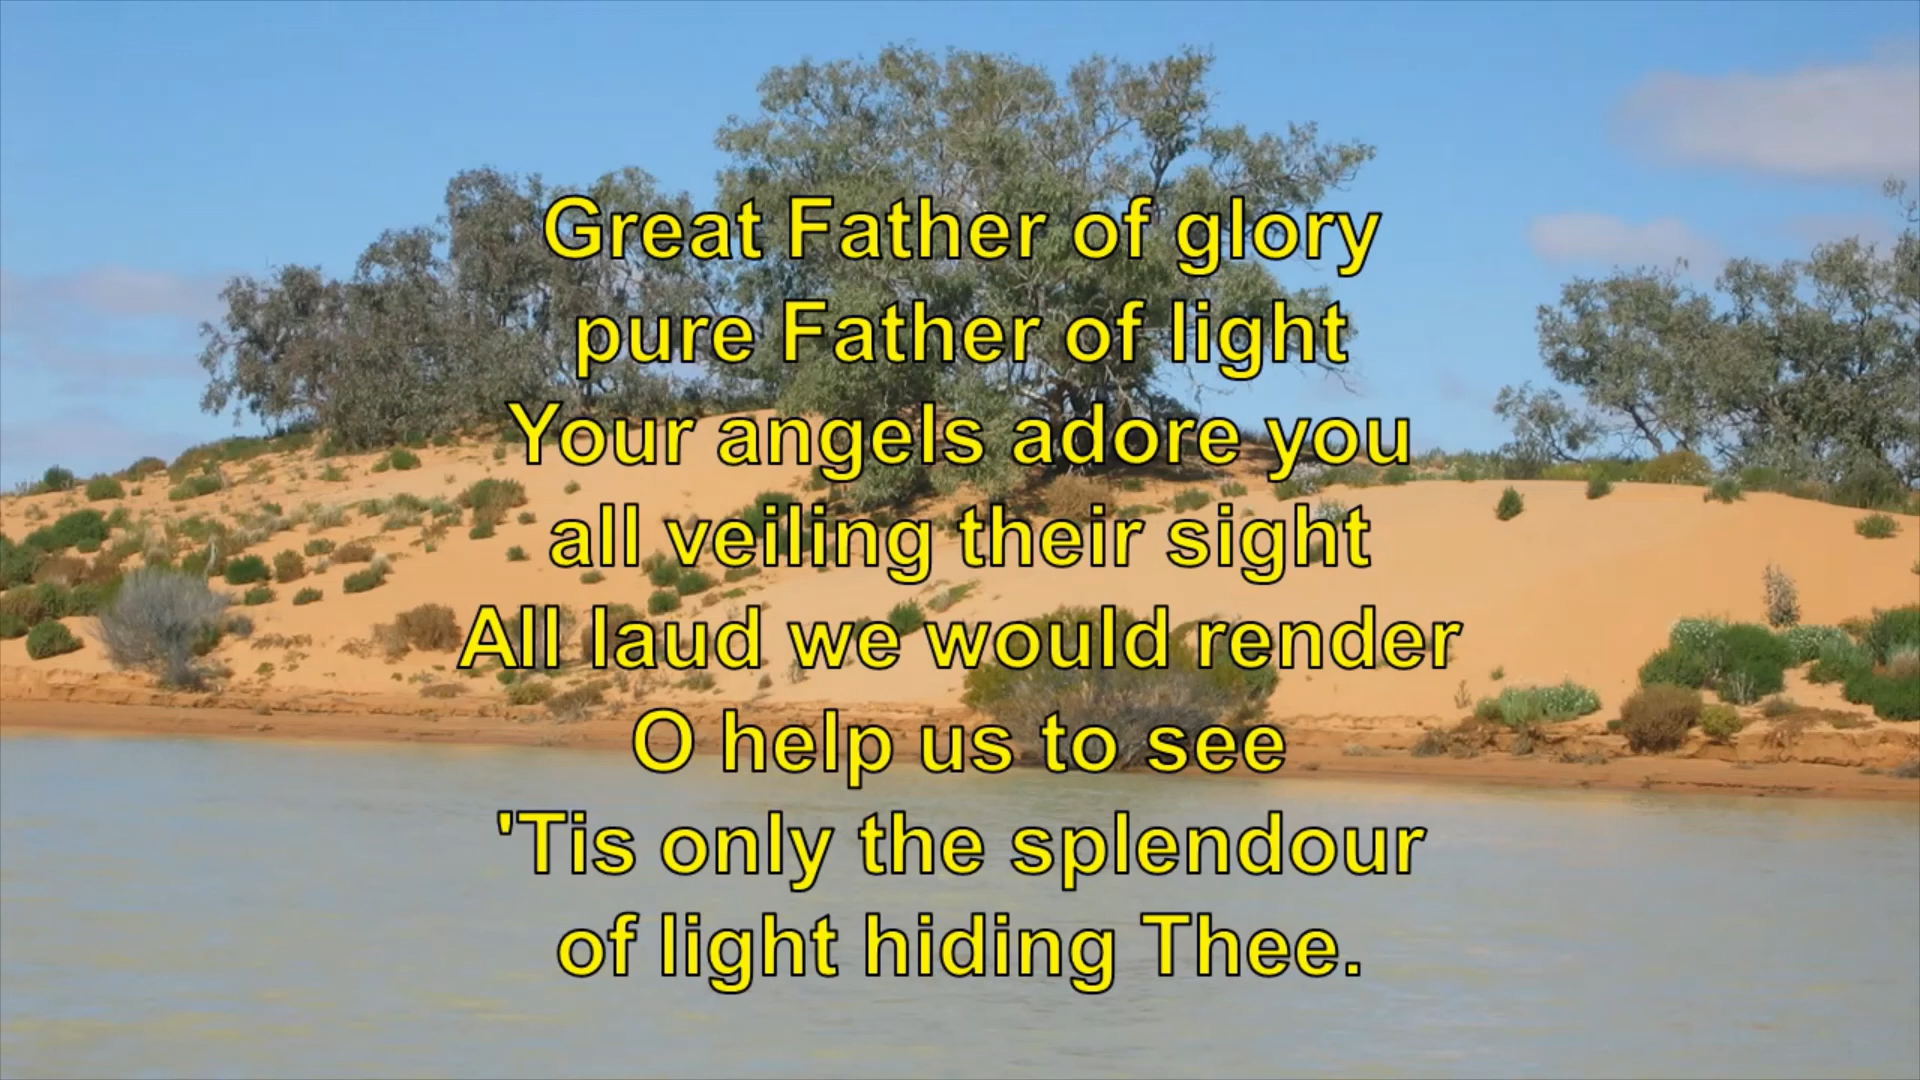 Great Father of glory
pure Father of light
Your angels adore you
all veiling their sight
All laud we would render
O help us to see
'Tis only the splendour
of light hiding Thee.